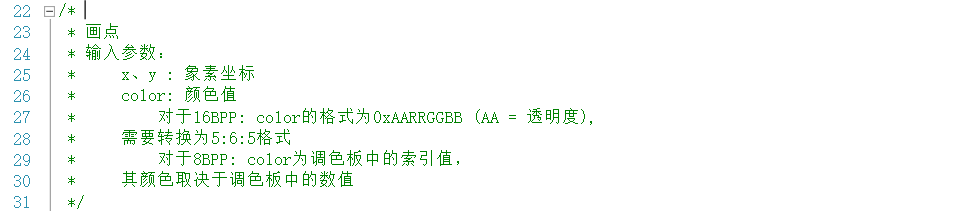 22 /*
23  * 画点
24  * 输入参数：
25  *     x、y : 象素坐标
26  *     color: 颜色值
27  *         对于16BPP: color的格式为0xAARRGGBB (AA = 透明度),
28  *     需要转换为5:6:5格式
29  *         对于8BPP: color为调色板中的索引值，
30  *     其颜色取决于调色板中的数值
31  */